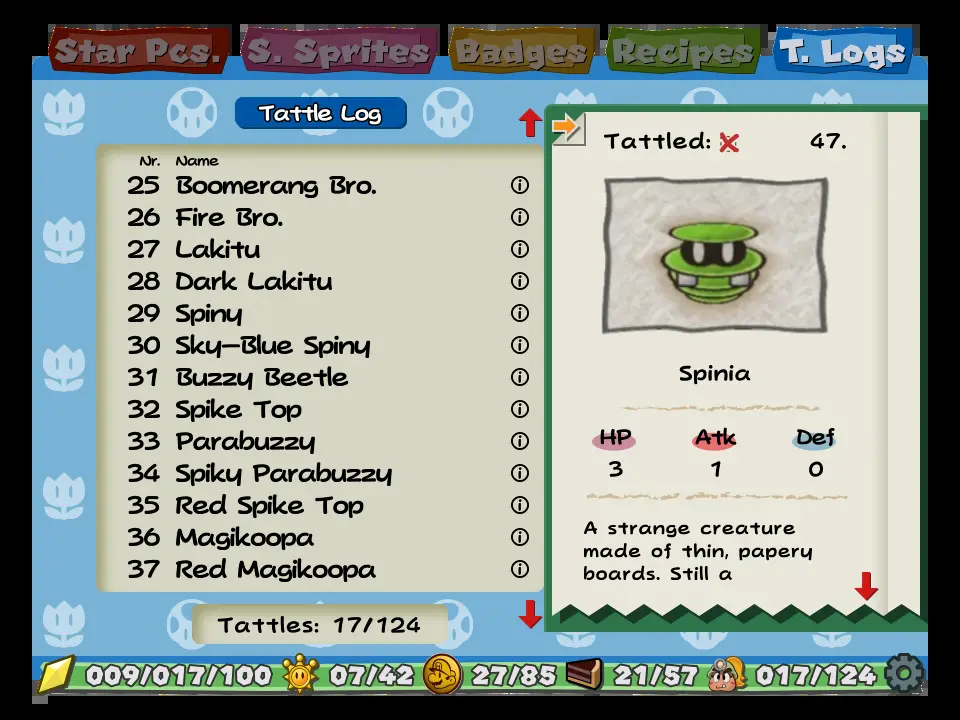 Star Pcs. S. Sprites Badges Recipes T. Logs
Tattle Log
Nr. Name
25 Boomerang Bro.
26 Fire Bro.
27 Lakitu
28 Dark Lakitu
29 Spiny
30 Sky-Blue Spiny
31 Buzzy Beetle
32 Spike Top
33 Parabuzzy
34 Spiky Parabuzzy
35 Red Spike Top
36 Magikoopa
37 Red Magikoopa
Tattles: 17/124
Tattled: 47.
Spinia
HP Atk Def
3 1 0
A strange creature
made of thin, papery
boards. Still a
009/017/100 07/42 27/85 21/57 017/124